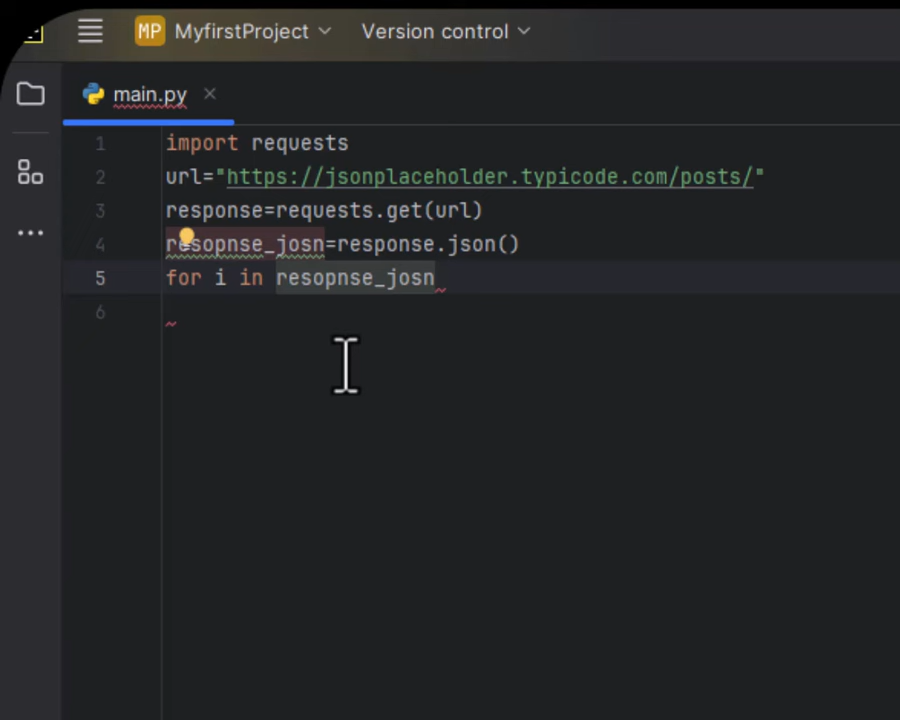 MP MyfirstProject Version control
main.py
1 import requests
2 url="https://jsonplaceholder.typicode.com/posts/"
3 response=requests.get(url)
4 resopnse_josn=response.json()
5 for i in resopnse_josn
6